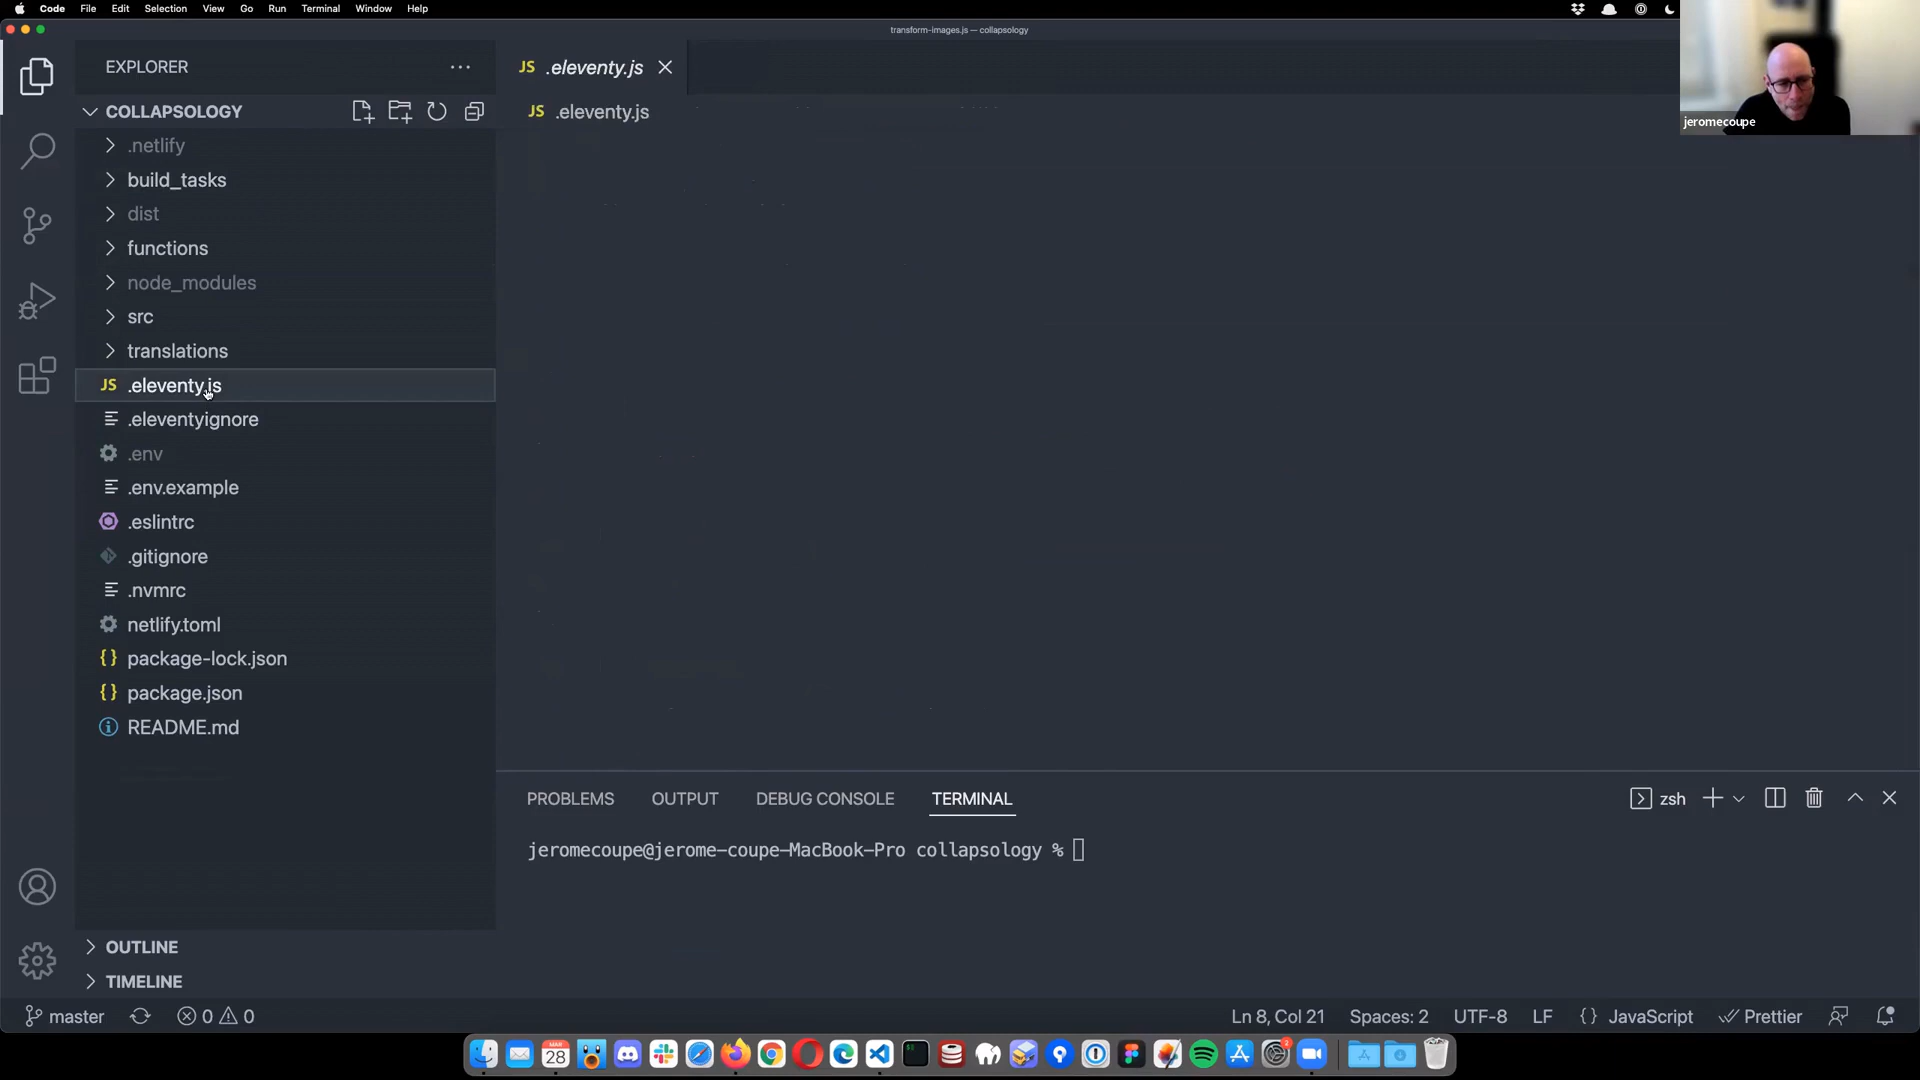 Code File Edit Selection View Go Run Terminal Window Help
transform-images.js — collapsology
EXPLORER
JS .eleventy.js
jeromecoupe
COLLAPSOLOGY
JS .eleventy.js
.netlify
build_tasks
dist
functions
node_modules
src
translations
JS .eleventy.js
.eleventyignore
.env
.env.example
.eslintrc
.gitignore
.nvmrc
netlify.toml
{} package-lock.json
{} package.json
README.md
PROBLEMS OUTPUT DEBUG CONSOLE TERMINAL
zsh
jeromecoupe@jerome-coupe-MacBook-Pro collapsology %
OUTLINE
TIMELINE
master 0 0 Ln 8, Col 21 Spaces: 2 UTF-8 LF {} JavaScript Prettier
MAR
28